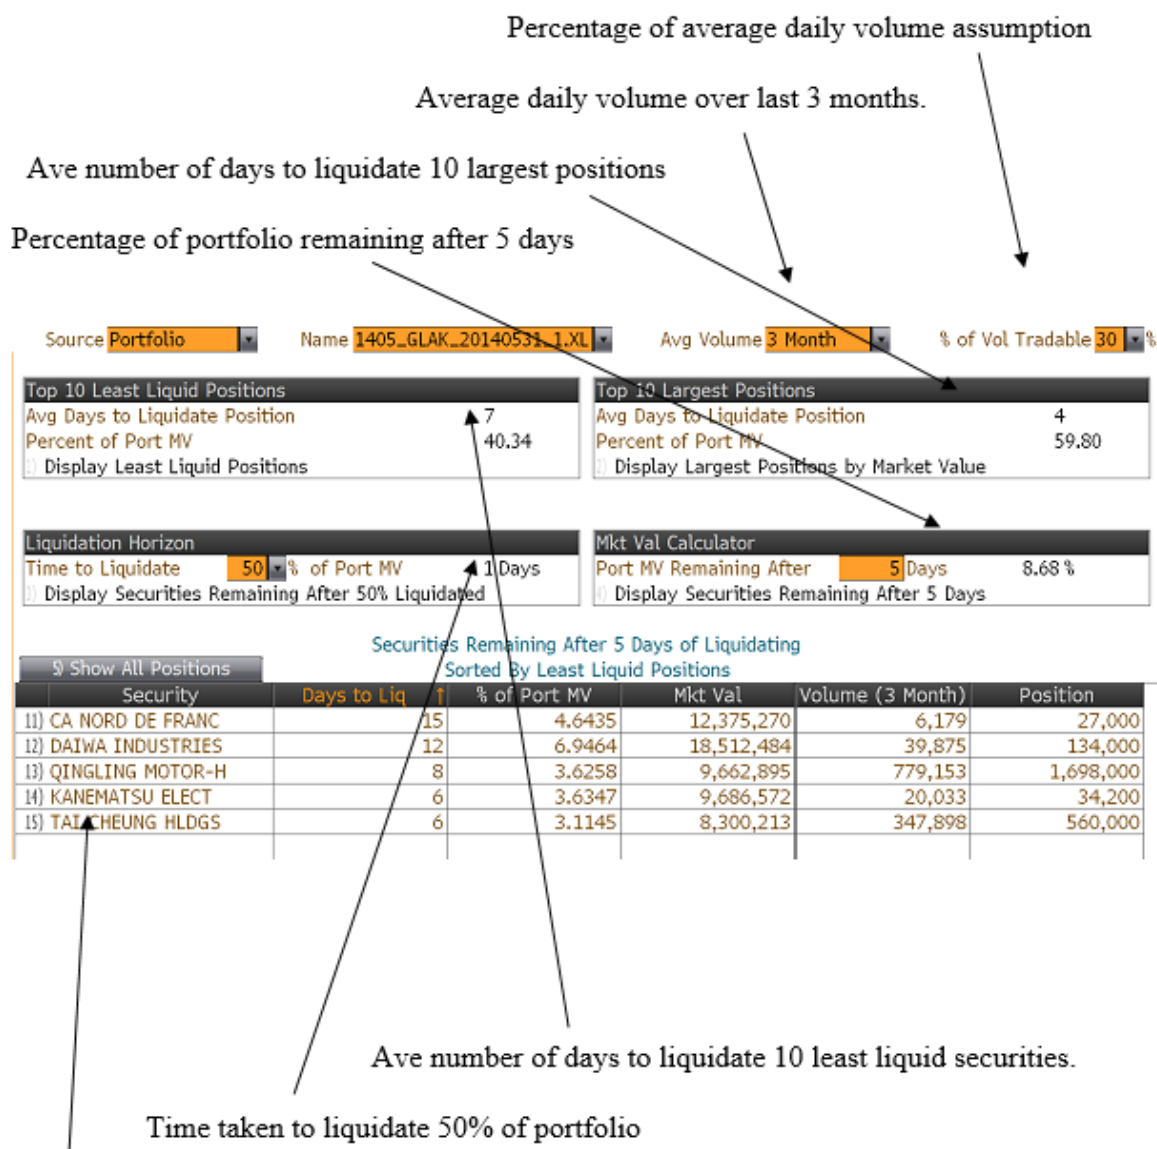 Percentage of average daily volume assumption
Average daily volume over last 3 months.
Ave number of days to liquidate 10 largest positions
Percentage of portfolio remaining after 5 days
Source Portfolio Name 1405_GLAK_20140531_1.XL Avg Volume 3 Month % of Vol Tradable 30 %
Top 10 Least Liquid Positions
Avg Days to Liquidate Position 7
Percent of Port MV 40.34
1) Display Least Liquid Positions
Top 10 Largest Positions
Avg Days to Liquidate Position 4
Percent of Port MV 59.80
2) Display Largest Positions by Market Value
Liquidation Horizon
Time to Liquidate 50 % of Port MV 1 Days
3) Display Securities Remaining After 50% Liquidated
Mkt Val Calculator
Port MV Remaining After 5 Days 8.68 %
4) Display Securities Remaining After 5 Days
Securities Remaining After 5 Days of Liquidating
5) Show All Positions Sorted By Least Liquid Positions
Security Days to Liq ↑ % of Port MV Mkt Val Volume (3 Month) Position
11) CA NORD DE FRANC 15 4.6435 12,375,270 6,179 27,000
12) DAIWA INDUSTRIES 12 6.9464 18,512,484 39,875 134,000
13) QINGLING MOTOR-H 8 3.6258 9,662,895 779,153 1,698,000
14) KANEMATSU ELECT 6 3.6347 9,686,572 20,033 34,200
15) TAI CHEUNG HLDGS 6 3.1145 8,300,213 347,898 560,000
Ave number of days to liquidate 10 least liquid securities.
Time taken to liquidate 50% of portfolio